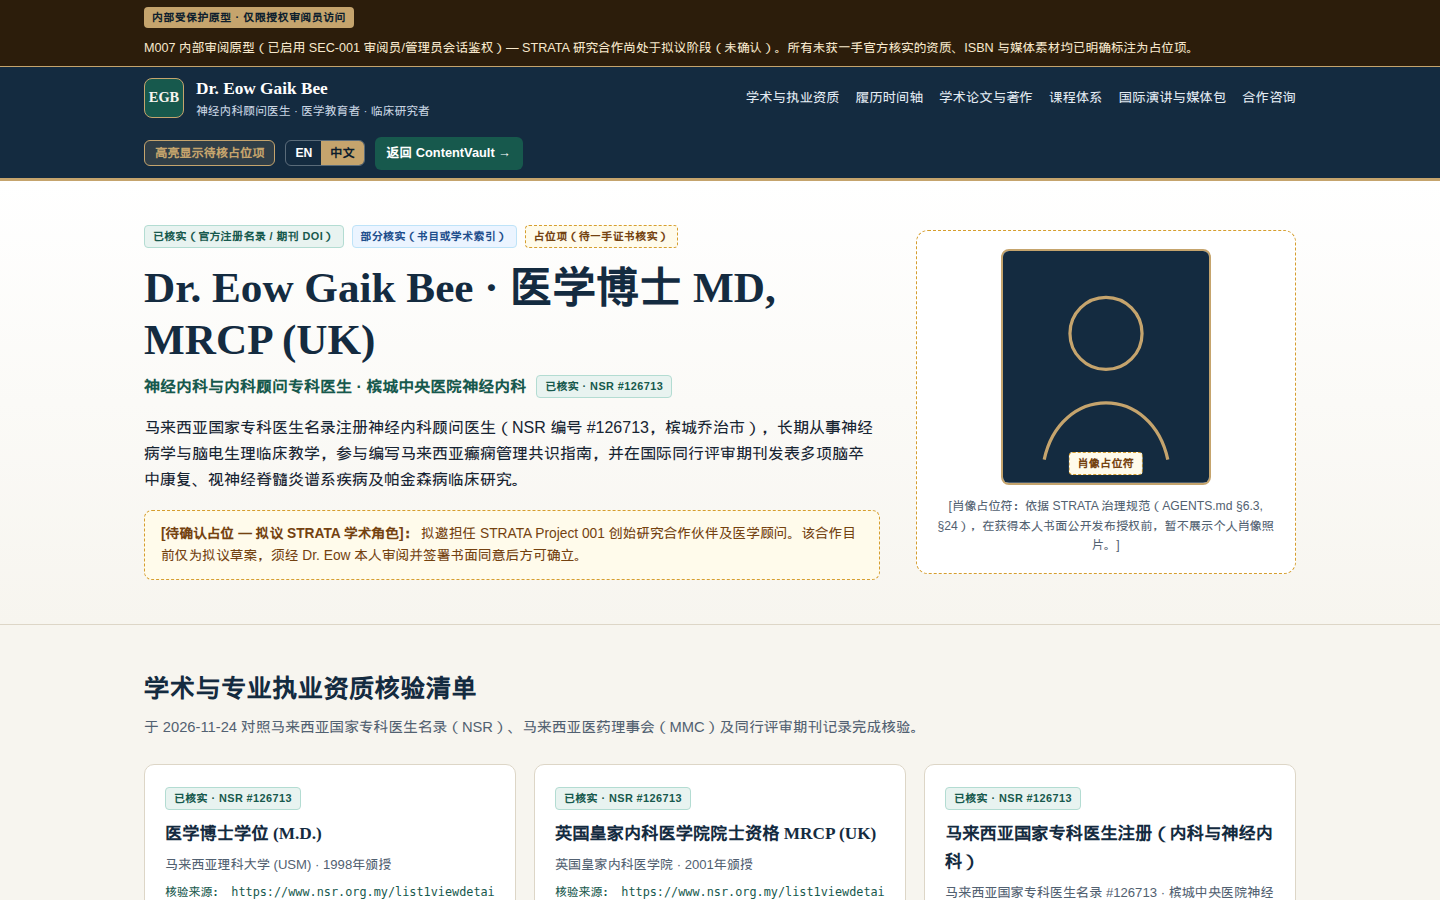 内部受保护原型 · 仅限授权审阅员访问
M007 内部审阅原型（已启用 SEC-001 审阅员/管理员会话鉴权）— STRATA 研究合作尚处于拟议阶段（未确认）。所有未获一手官方核实的资质、ISBN 与媒体素材均已明确标注为占位项。
EGB
Dr. Eow Gaik Bee
神经内科顾问医生 · 医学教育者 · 临床研究者
学术与执业资质 履历时间轴 学术论文与著作 课程体系 国际演讲与媒体包 合作咨询
高亮显示待核占位项 EN 中文 返回 ContentVault →
已核实（官方注册名录 / 期刊 DOI） 部分核实（书目或学术索引） 占位项（待一手证书核实）
Dr. Eow Gaik Bee · 医学博士 MD,
MRCP (UK)
神经内科与内科顾问专科医生 · 槟城中央医院神经内科 已核实 · NSR #126713
马来西亚国家专科医生名录注册神经内科顾问医生（NSR 编号 #126713，槟城乔治市），长期从事神经
病学与脑电生理临床教学，参与编写马来西亚癫痫管理共识指南，并在国际同行评审期刊发表多项脑卒
中康复、视神经脊髓炎谱系疾病及帕金森病临床研究。
[待确认占位 — 拟议 STRATA 学术角色]： 拟邀担任 STRATA Project 001 创始研究合作伙伴及医学顾问。该合作目
前仅为拟议草案，须经 Dr. Eow 本人审阅并签署书面同意后方可确立。
肖像占位符
[肖像占位符：依据 STRATA 治理规范（AGENTS.md §6.3,
§24），在获得本人书面公开发布授权前，暂不展示个人肖像照
片。]
学术与专业执业资质核验清单
于 2026-11-24 对照马来西亚国家专科医生名录（NSR）、马来西亚医药理事会（MMC）及同行评审期刊记录完成核验。
已核实 · NSR #126713
医学博士学位 (M.D.)
马来西亚理科大学 (USM) · 1998年颁授
核验来源： https://www.nsr.org.my/list1viewdetai
已核实 · NSR #126713
英国皇家内科医学院院士资格 MRCP (UK)
英国皇家内科医学院 · 2001年颁授
核验来源： https://www.nsr.org.my/list1viewdetai
已核实 · NSR #126713
马来西亚国家专科医生注册（内科与神经内
科）
马来西亚国家专科医生名录 #126713 · 槟城中央医院神经